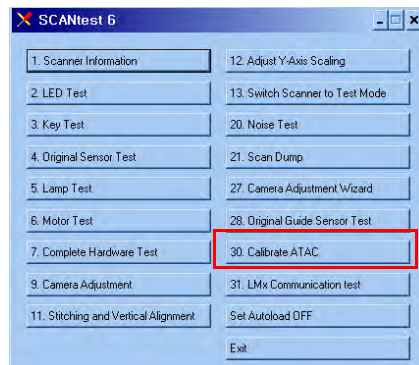 SCANtest 6
1. Scanner Information
2. LED Test
3. Key Test
4. Original Sensor Test
5. Lamp Test
6. Motor Test
7. Complete Hardware Test
9. Camera Adjustment
11. Stitching and Vertical Alignment
12. Adjust Y-Axis Scaling
13. Switch Scanner to Test Mode
20. Noise Test
21. Scan Dump
27. Camera Adjustment Wizard
28. Original Guide Sensor Test
30. Calibrate ATAC
31. LMx Communication test
Set Autoload OFF
Exit